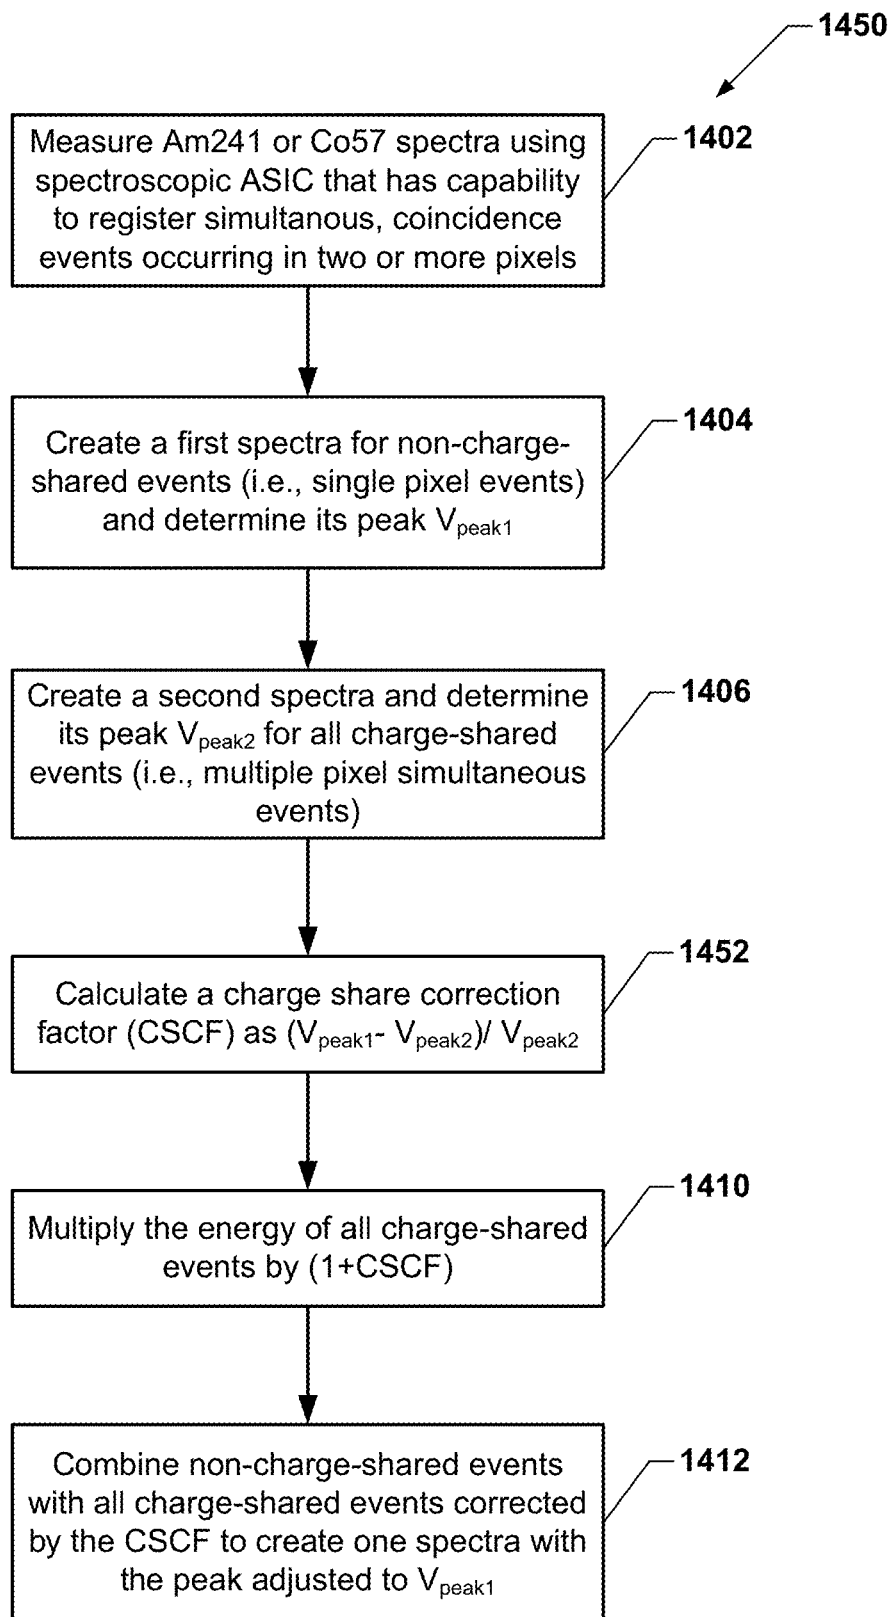 1450
Measure Am241 or Co57 spectra using
spectroscopic ASIC that has capability
to register simultanous, coincidence
events occurring in two or more pixels
1402
Create a first spectra for non-charge-
shared events (i.e., single pixel events)
and determine its peak Vpeak1
1404
Create a second spectra and determine
its peak Vpeak2 for all charge-shared
events (i.e., multiple pixel simultaneous
events)
1406
Calculate a charge share correction
factor (CSCF) as (Vpeak1- Vpeak2)/ Vpeak2
1452
Multiply the energy of all charge-shared
events by (1+CSCF)
1410
Combine non-charge-shared events
with all charge-shared events corrected
by the CSCF to create one spectra with
the peak adjusted to Vpeak1
1412